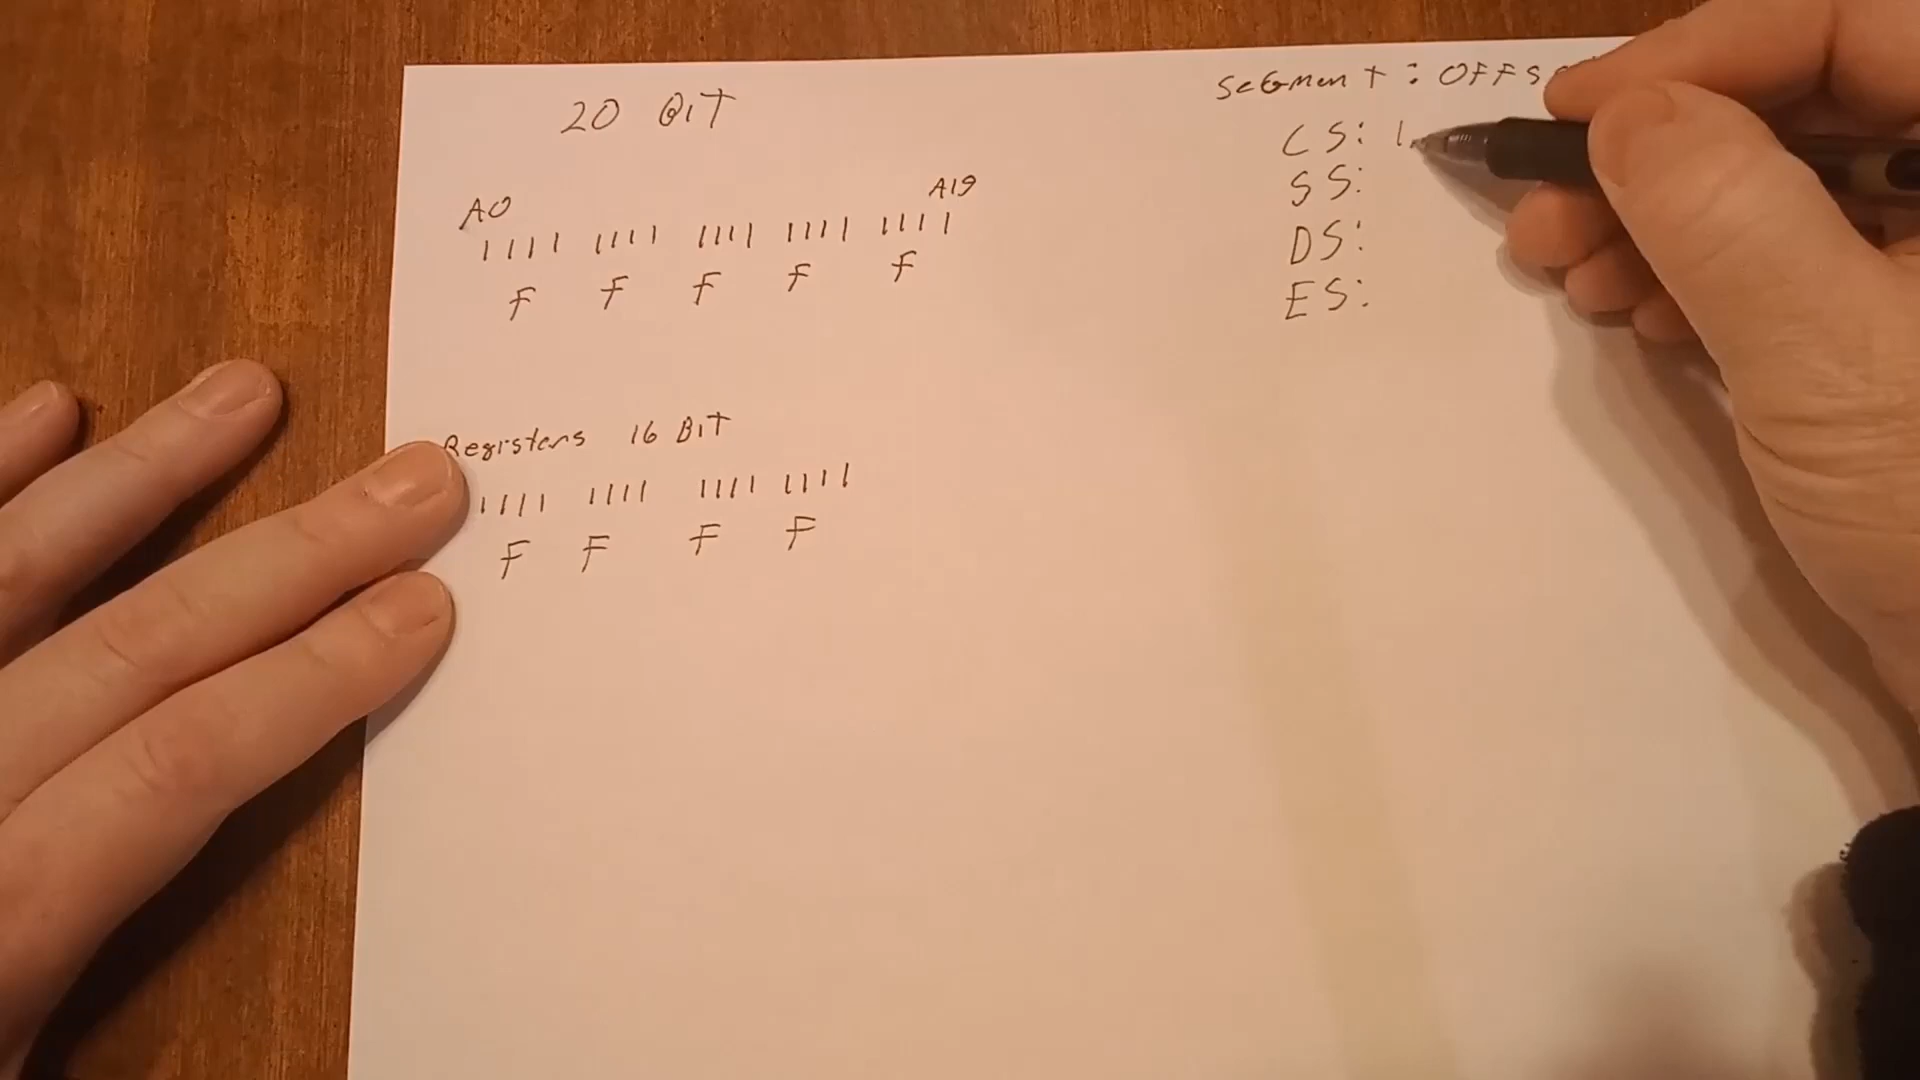 20 BIT
A0 A19
1111 1111 1111 1111 1111
F F F F F
Registers 16 BIT
1111 1111 1111 1111
F F F F
SEGment :
CS:
SS:
DS:
ES: